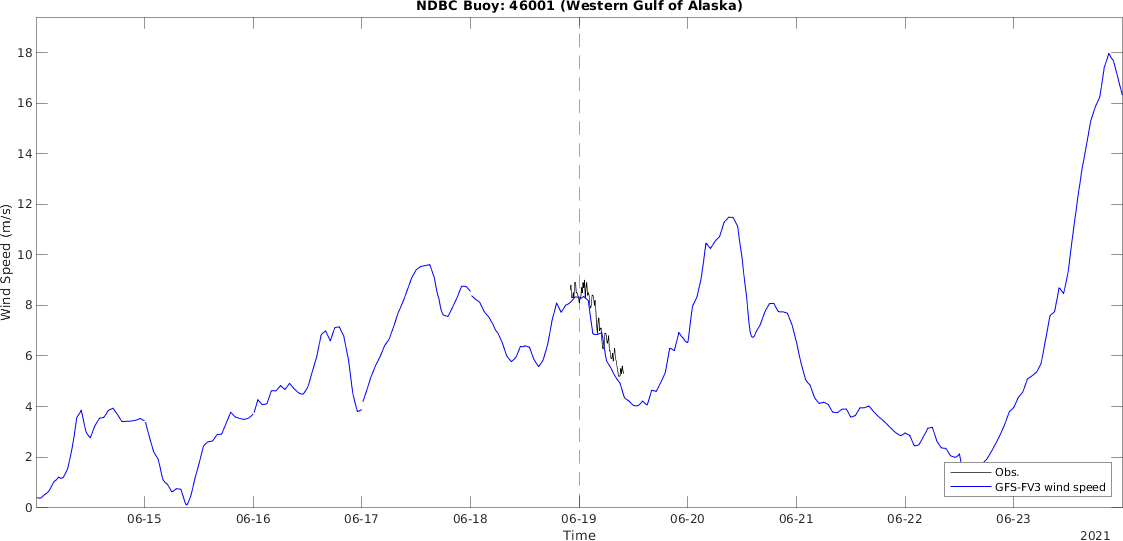 NDBC Buoy: 46001 (Western Gulf of Alaska)
Wind Speed (m/s)
18
16
14
12
10
8
6
4
2
0
Obs.
GFS-FV3 wind speed
06-15 06-16 06-17 06-18 06-19 06-20 06-21 06-22 06-23
Time
2021